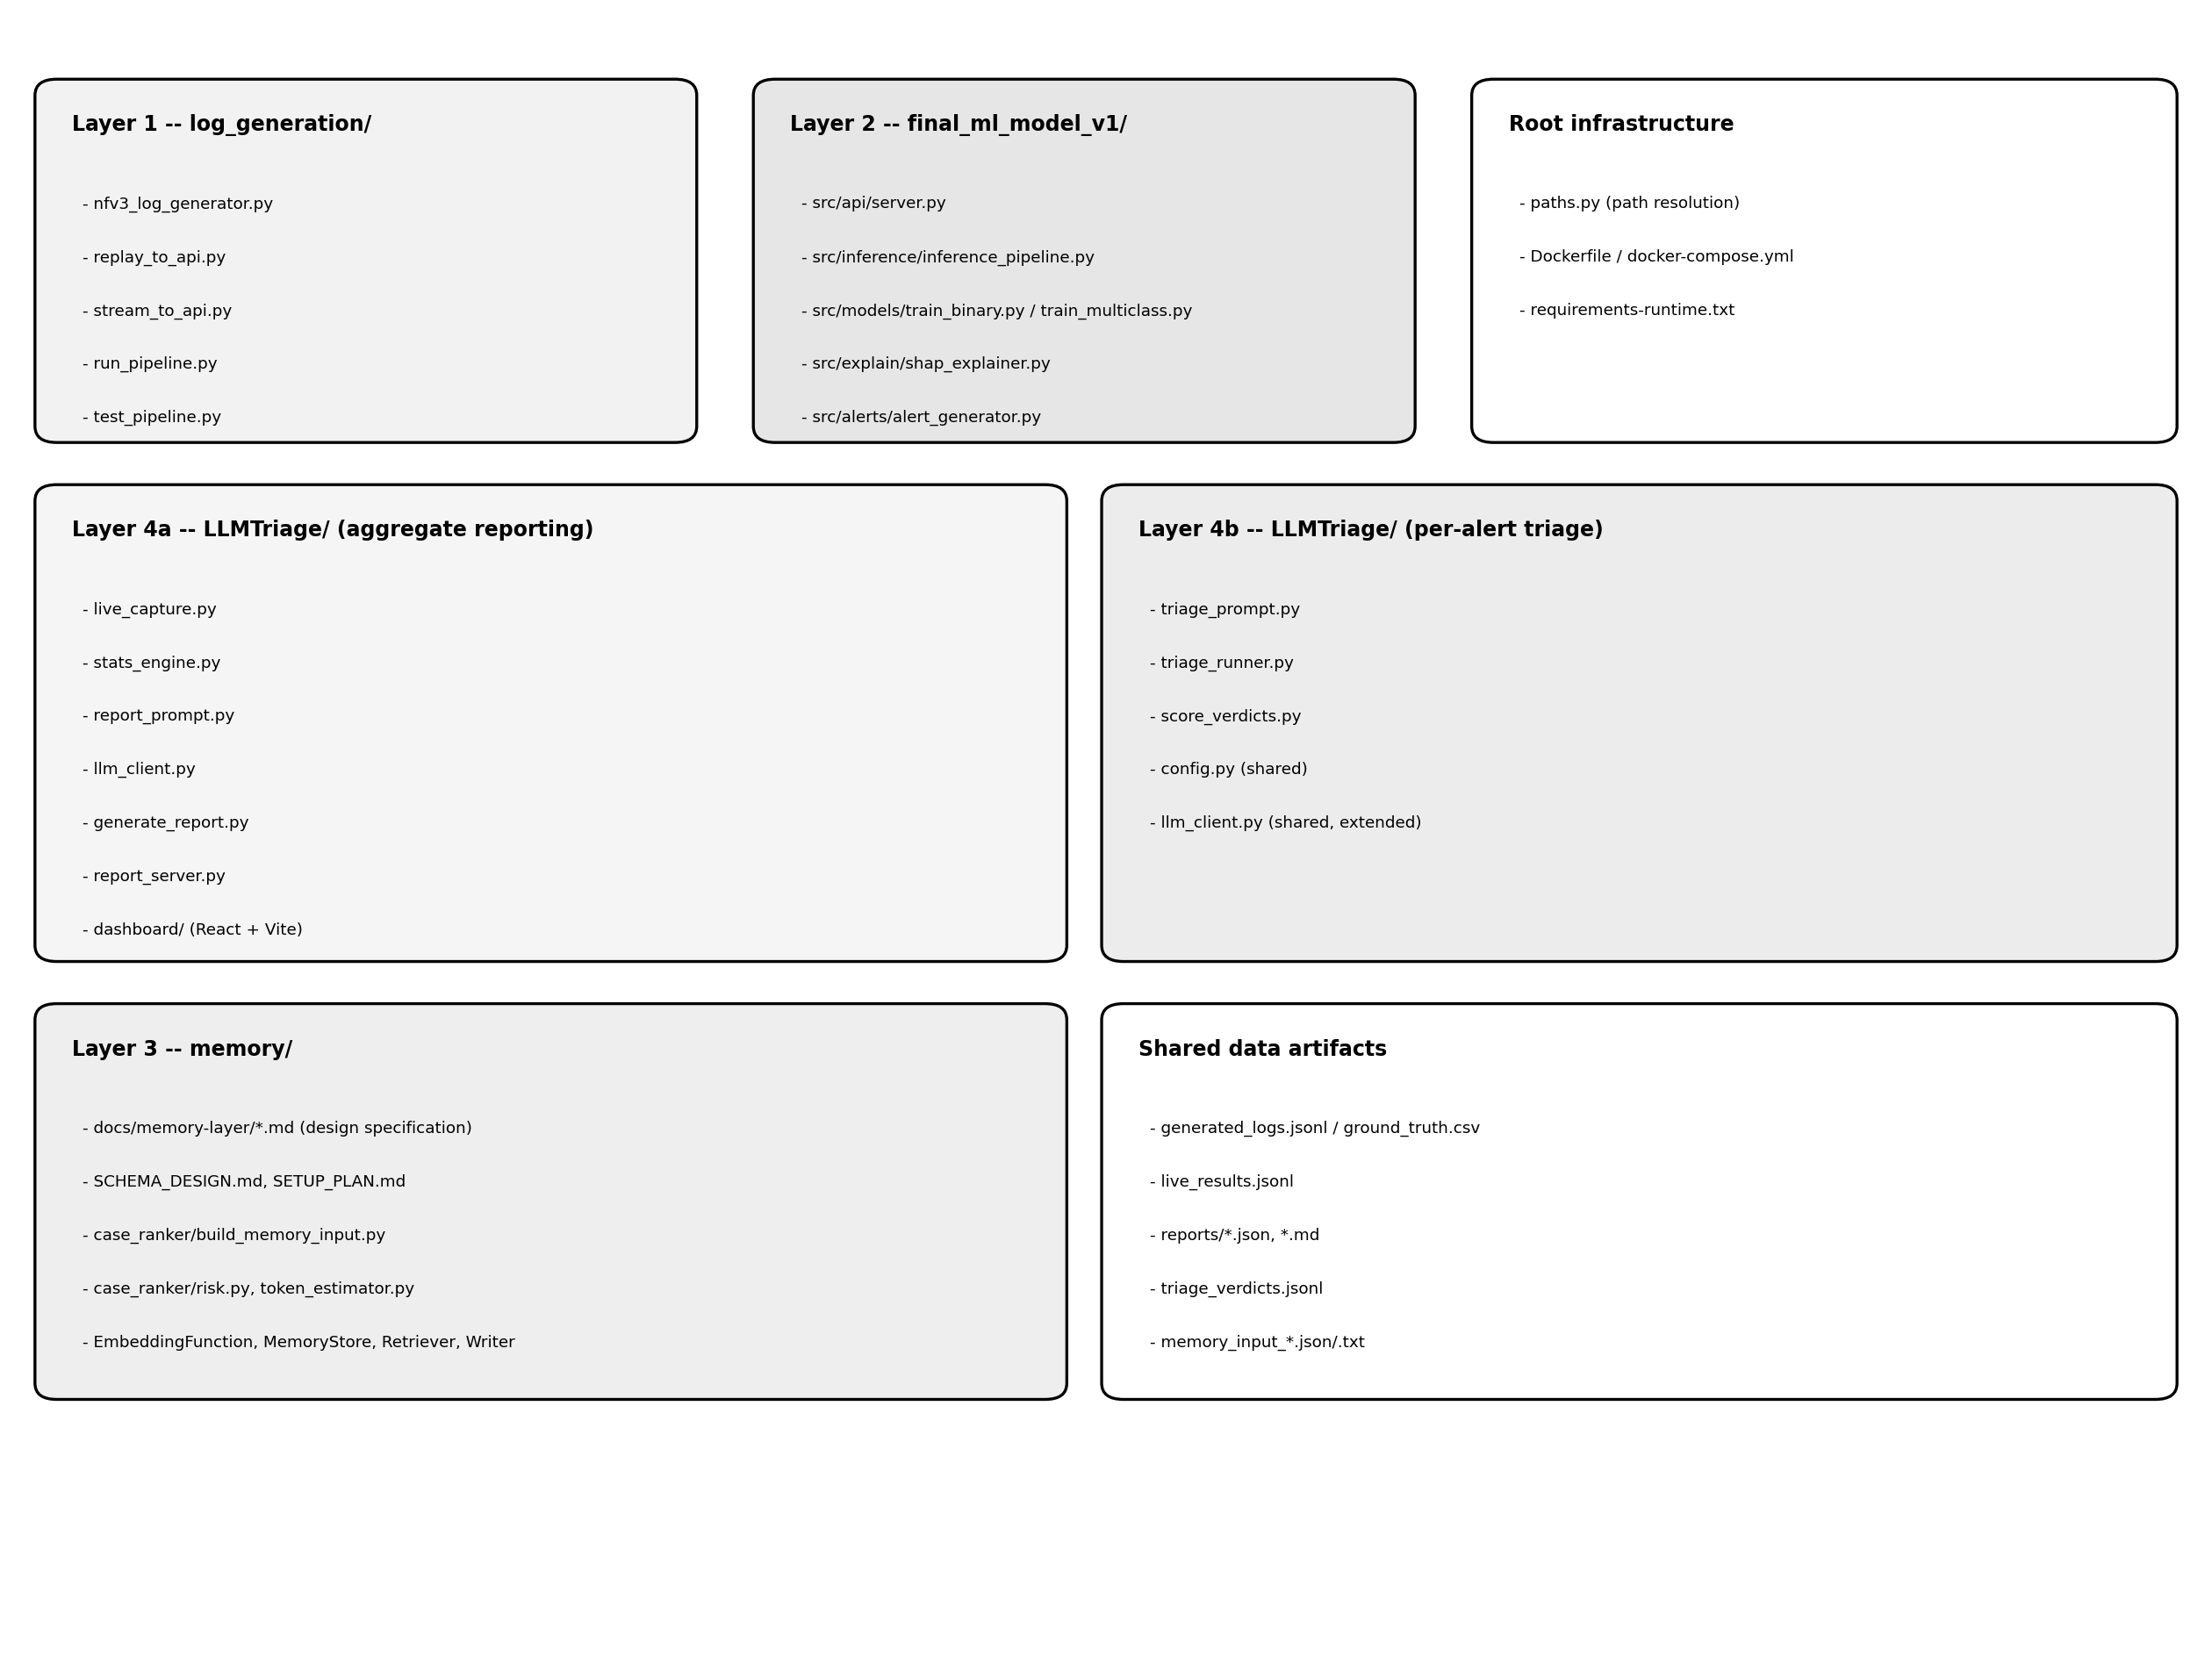 Layer 1 -- log_generation/
- nfv3_log_generator.py
- replay_to_api.py
- stream_to_api.py
- run_pipeline.py
- test_pipeline.py
Layer 2 -- final_ml_model_v1/
- src/api/server.py
- src/inference/inference_pipeline.py
- src/models/train_binary.py / train_multiclass.py
- src/explain/shap_explainer.py
- src/alerts/alert_generator.py
Root infrastructure
- paths.py (path resolution)
- Dockerfile / docker-compose.yml
- requirements-runtime.txt
Layer 4a -- LLMTriage/ (aggregate reporting)
- live_capture.py
- stats_engine.py
- report_prompt.py
- llm_client.py
- generate_report.py
- report_server.py
- dashboard/ (React + Vite)
Layer 4b -- LLMTriage/ (per-alert triage)
- triage_prompt.py
- triage_runner.py
- score_verdicts.py
- config.py (shared)
- llm_client.py (shared, extended)
Layer 3 -- memory/
- docs/memory-layer/*.md (design specification)
- SCHEMA_DESIGN.md, SETUP_PLAN.md
- case_ranker/build_memory_input.py
- case_ranker/risk.py, token_estimator.py
- EmbeddingFunction, MemoryStore, Retriever, Writer
Shared data artifacts
- generated_logs.jsonl / ground_truth.csv
- live_results.jsonl
- reports/*.json, *.md
- triage_verdicts.jsonl
- memory_input_*.json/.txt